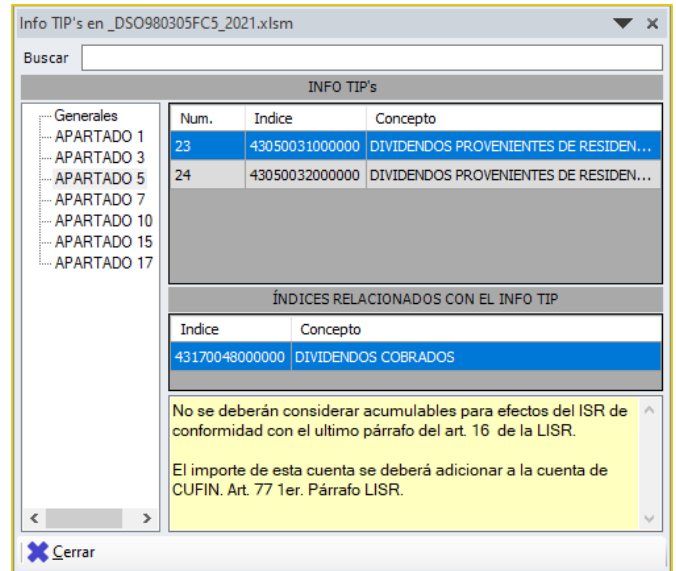 Info TIP's en _DSO980305FC5_2021.xlsm
Buscar
INFO TIP's
Generales
APARTADO 1
APARTADO 3
APARTADO 5
APARTADO 7
APARTADO 10
APARTADO 15
APARTADO 17
Num. Indice Concepto
23 43050031000000 DIVIDENDOS PROVENIENTES DE RESIDEN...
24 43050032000000 DIVIDENDOS PROVENIENTES DE RESIDEN...
ÍNDICES RELACIONADOS CON EL INFO TIP
Indice Concepto
43170048000000 DIVIDENDOS COBRADOS
No se deberán considerar acumulables para efectos del ISR de
conformidad con el ultimo párrafo del art. 16 de la LISR.
El importe de esta cuenta se deberá adicionar a la cuenta de
CUFIN. Art. 77 1er. Párrafo LISR.
Cerrar